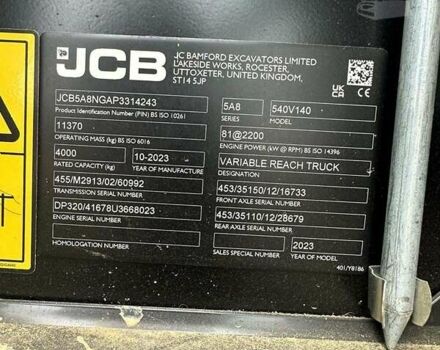 JCB
JC BAMFORD EXCAVATORS LIMITED
LAKESIDE WORKS, ROCESTER,
UTTOXETER, UNITED KINGDOM,
ST14 5JP
UK
CA
JCB5A8NGAP3314243
Product Identification Number (PIN) BS ISO 10261
5A8
SERIES
540V140
MODEL
11370
OPERATING MASS (kg) BS ISO 6016
81@2200
ENGINE POWER (kW @ RPM) BS ISO 14396
4000
RATED CAPACITY (kg)
10-2023
YEAR OF MANUFACTURE
VARIABLE REACH TRUCK
DESIGNATION
455/M2913/02/60992
TRANSMISSION SERIAL NUMBER
453/35150/12/16733
FRONT AXLE SERIAL NUMBER
DP320/41678U3668023
ENGINE SERIAL NUMBER
453/35110/12/28679
REAR AXLE SERIAL NUMBER
HOMOLOGATION NUMBER
SALES SPECIAL NUMBER
2023
YEAR OF MODEL
401/Y8186